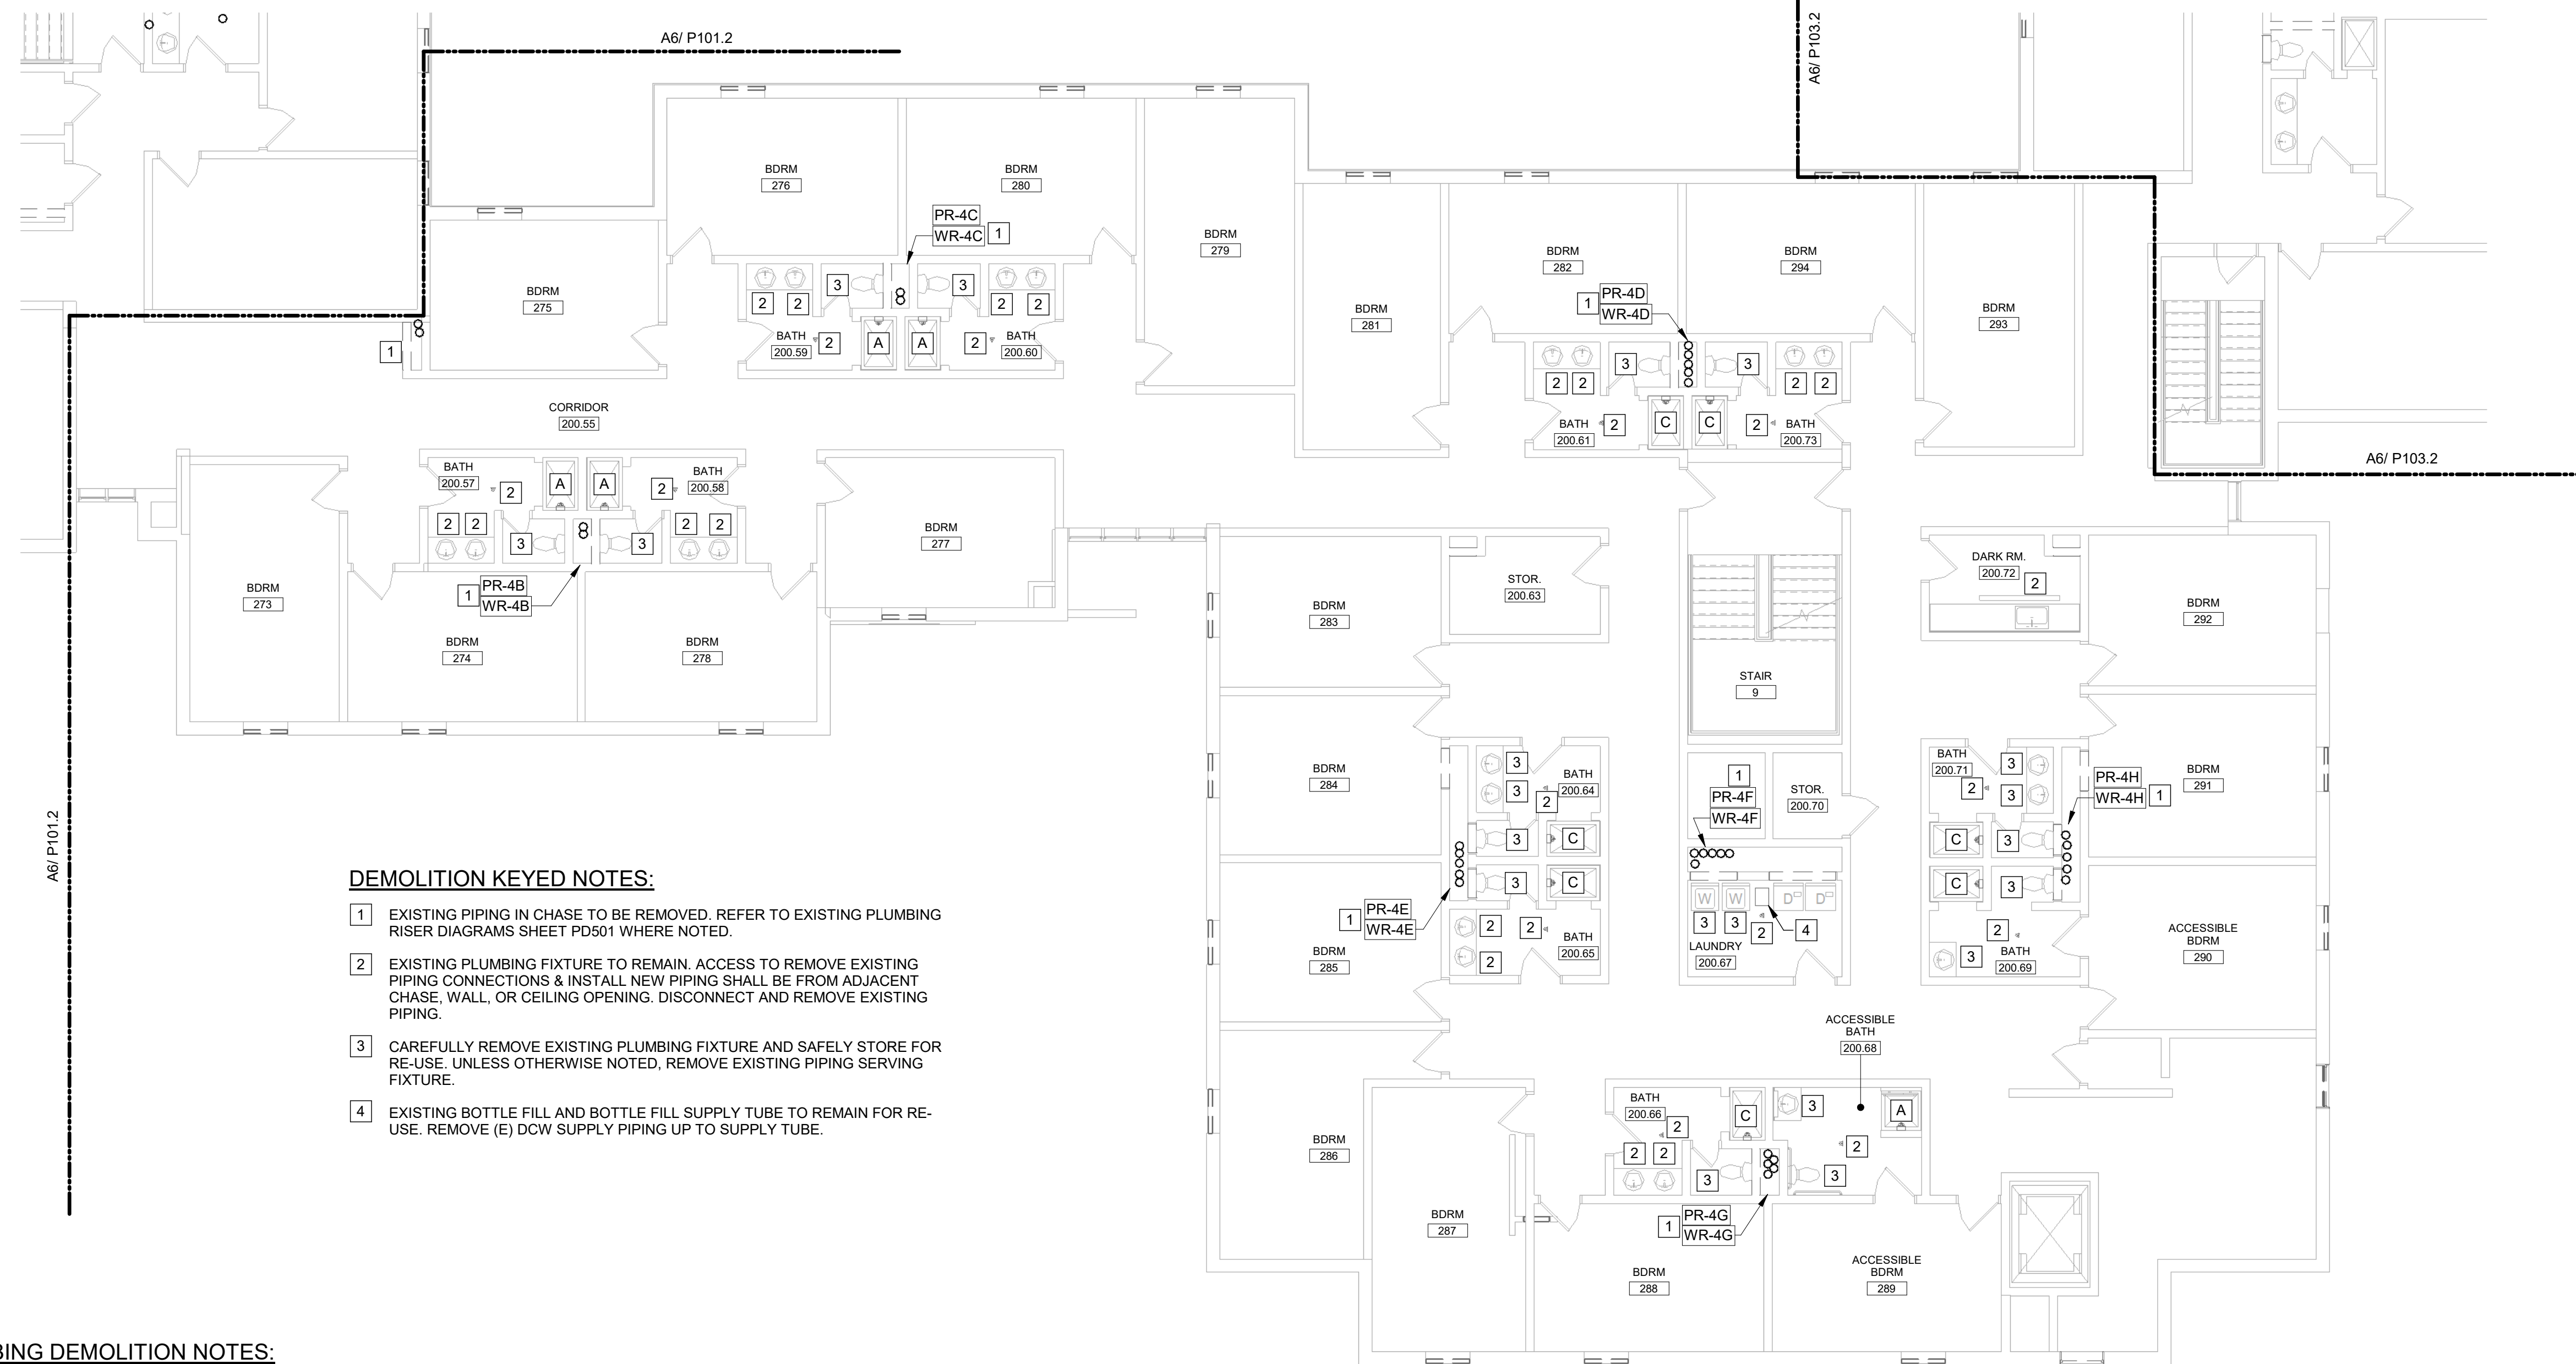 A6/ P101.2
A6/ P103.2
BDRM
276
BDRM
280
PR-4C
WR-4C
1
BDRM
279
BDRM
282
BDRM
294
BDRM
275
3
3
2
2
2
2
BATH
200.59
2
A
A
2
BATH
200.60
1
BDRM
281
1
PR-4D
WR-4D
BDRM
293
3
3
2
2
2
2
BATH
200.61
2
C
C
2
BATH
200.73
CORRIDOR
200.55
A6/ P103.2
BATH
200.57
2
A
A
2
BATH
200.58
2
2
3
3
2
2
BDRM
277
BDRM
273
1
PR-4B
WR-4B
BDRM
274
BDRM
278
BDRM
283
STOR.
200.63
DARK RM.
200.72
2
BDRM
292
STAIR
9
BDRM
284
3
3
BATH
200.64
2
3
C
1
PR-4F
WR-4F
STOR.
200.70
BATH
200.71
2
3
3
C
3
PR-4H
WR-4H
1
BDRM
291
A6/ P101.2
1
PR-4E
WR-4E
BDRM
285
3
C
2
2
2
BATH
200.65
W
W
D
D
3
3
2
4
LAUNDRY
200.67
C
3
2
3
BATH
200.69
ACCESSIBLE
BDRM
290
DEMOLITION KEYED NOTES:
1 EXISTING PIPING IN CHASE TO BE REMOVED. REFER TO EXISTING PLUMBING
RISER DIAGRAMS SHEET PD501 WHERE NOTED.
2 EXISTING PLUMBING FIXTURE TO REMAIN. ACCESS TO REMOVE EXISTING
PIPING CONNECTIONS & INSTALL NEW PIPING SHALL BE FROM ADJACENT
CHASE, WALL, OR CEILING OPENING. DISCONNECT AND REMOVE EXISTING
PIPING.
3 CAREFULLY REMOVE EXISTING PLUMBING FIXTURE AND SAFELY STORE FOR
RE-USE. UNLESS OTHERWISE NOTED, REMOVE EXISTING PIPING SERVING
FIXTURE.
4 EXISTING BOTTLE FILL AND BOTTLE FILL SUPPLY TUBE TO REMAIN FOR RE-
USE. REMOVE (E) DCW SUPPLY PIPING UP TO SUPPLY TUBE.
ACCESSIBLE
BATH
200.68
BDRM
286
BATH
200.66
2
2
2
C
3
3
A
2
3
BDRM
287
1
PR-4G
WR-4G
BDRM
288
ACCESSIBLE
BDRM
289
BING DEMOLITION NOTES: